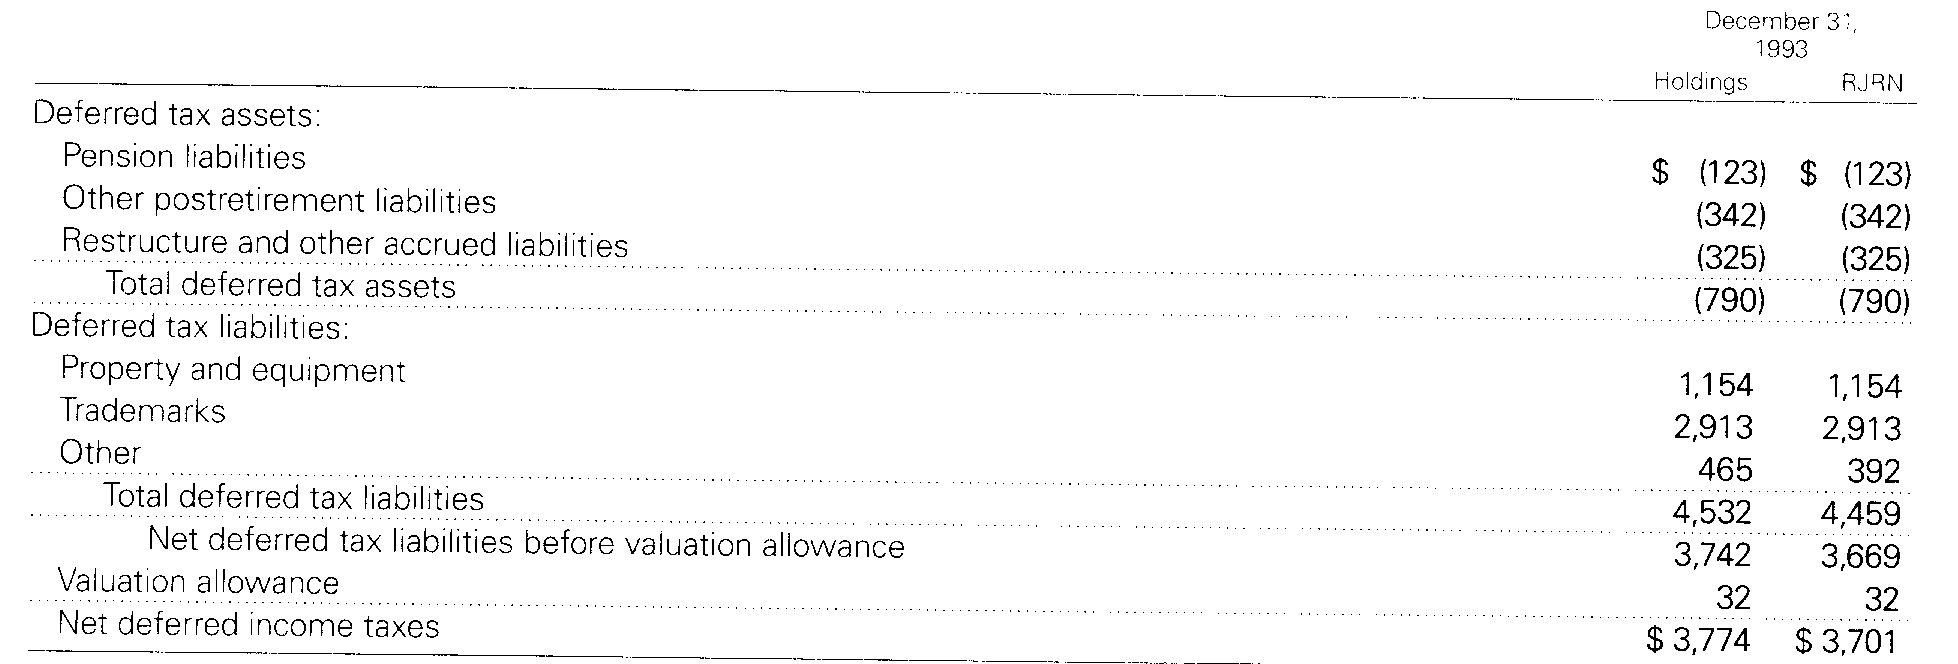 December 31,
1993
Holdings RJRN
Deferred tax assets:
Pension liabilities $ (123) $ (123)
Other postretirement liabilities (342) (342)
Restructure and other accrued liabilities (325) (325)
Total deferred tax assets (790) (790)
Deferred tax liabilities:
Property and equipment 1,154 1,154
Trademarks 2,913 2,913
Other 465 392
Total deferred tax liabilities 4,532 4,459
Net deferred tax liabilities before valuation allowance 3,742 3,669
Valuation allowance 32 32
Net deferred income taxes $ 3,774 $ 3,701